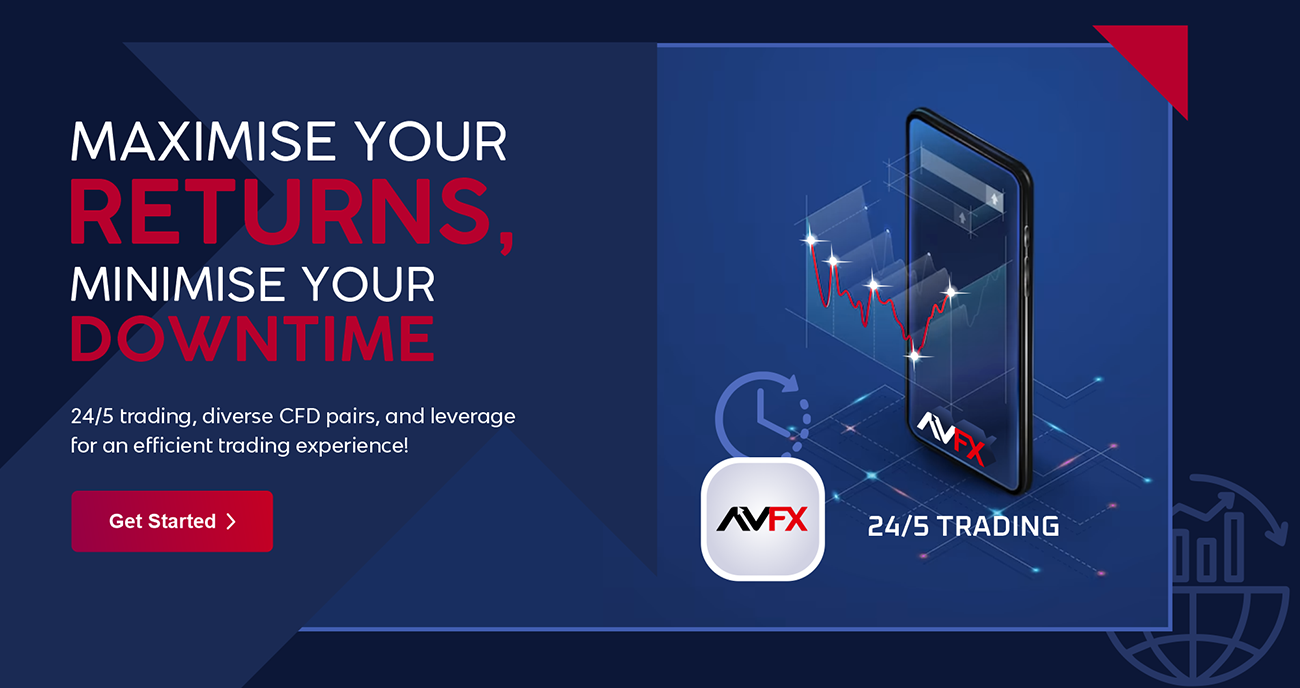 MAXIMISE YOUR
RETURNS,
MINIMISE YOUR
DOWNTIME
24/5 trading, diverse CFD pairs, and leverage
for an efficient trading experience!
Get Started
AVFX
AVFX
24/5 TRADING